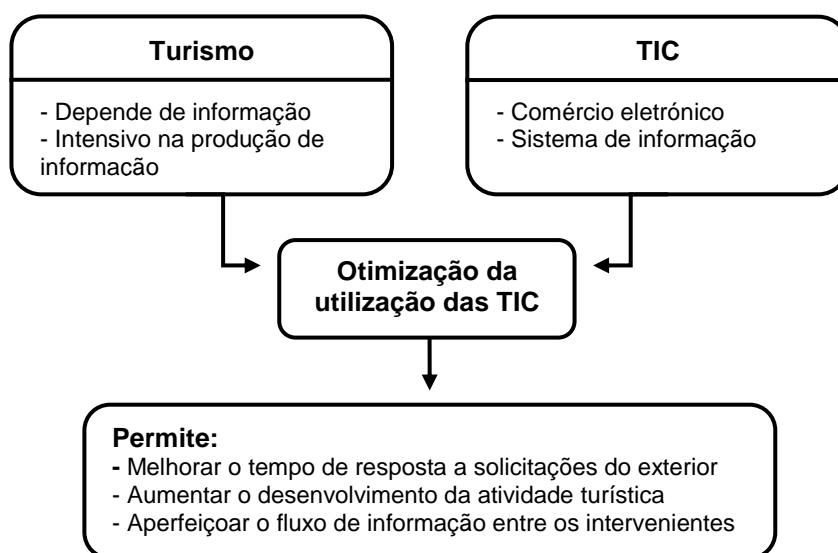 Turismo
- Depende de informação
- Intensivo na produção de
informacão
TIC
- Comércio eletrónico
- Sistema de informação
Otimização da
utilização das TIC
Permite:
- Melhorar o tempo de resposta a solicitações do exterior
- Aumentar o desenvolvimento da atividade turística
- Aperfeiçoar o fluxo de informação entre os intervenientes